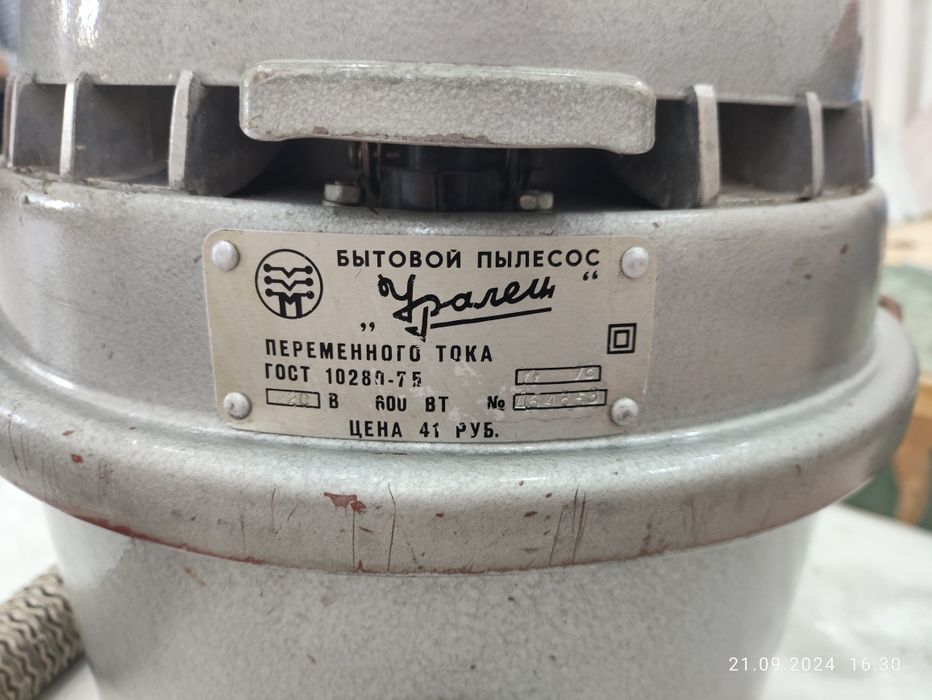 БЫТОВОЙ ПЫЛЕСОС
„Уралец“
ПЕРЕМЕННОГО ТОКА
ГОСТ 10280-75
В 600 ВТ №
ЦЕНА 41 РУБ.
21.09.2024 16:30